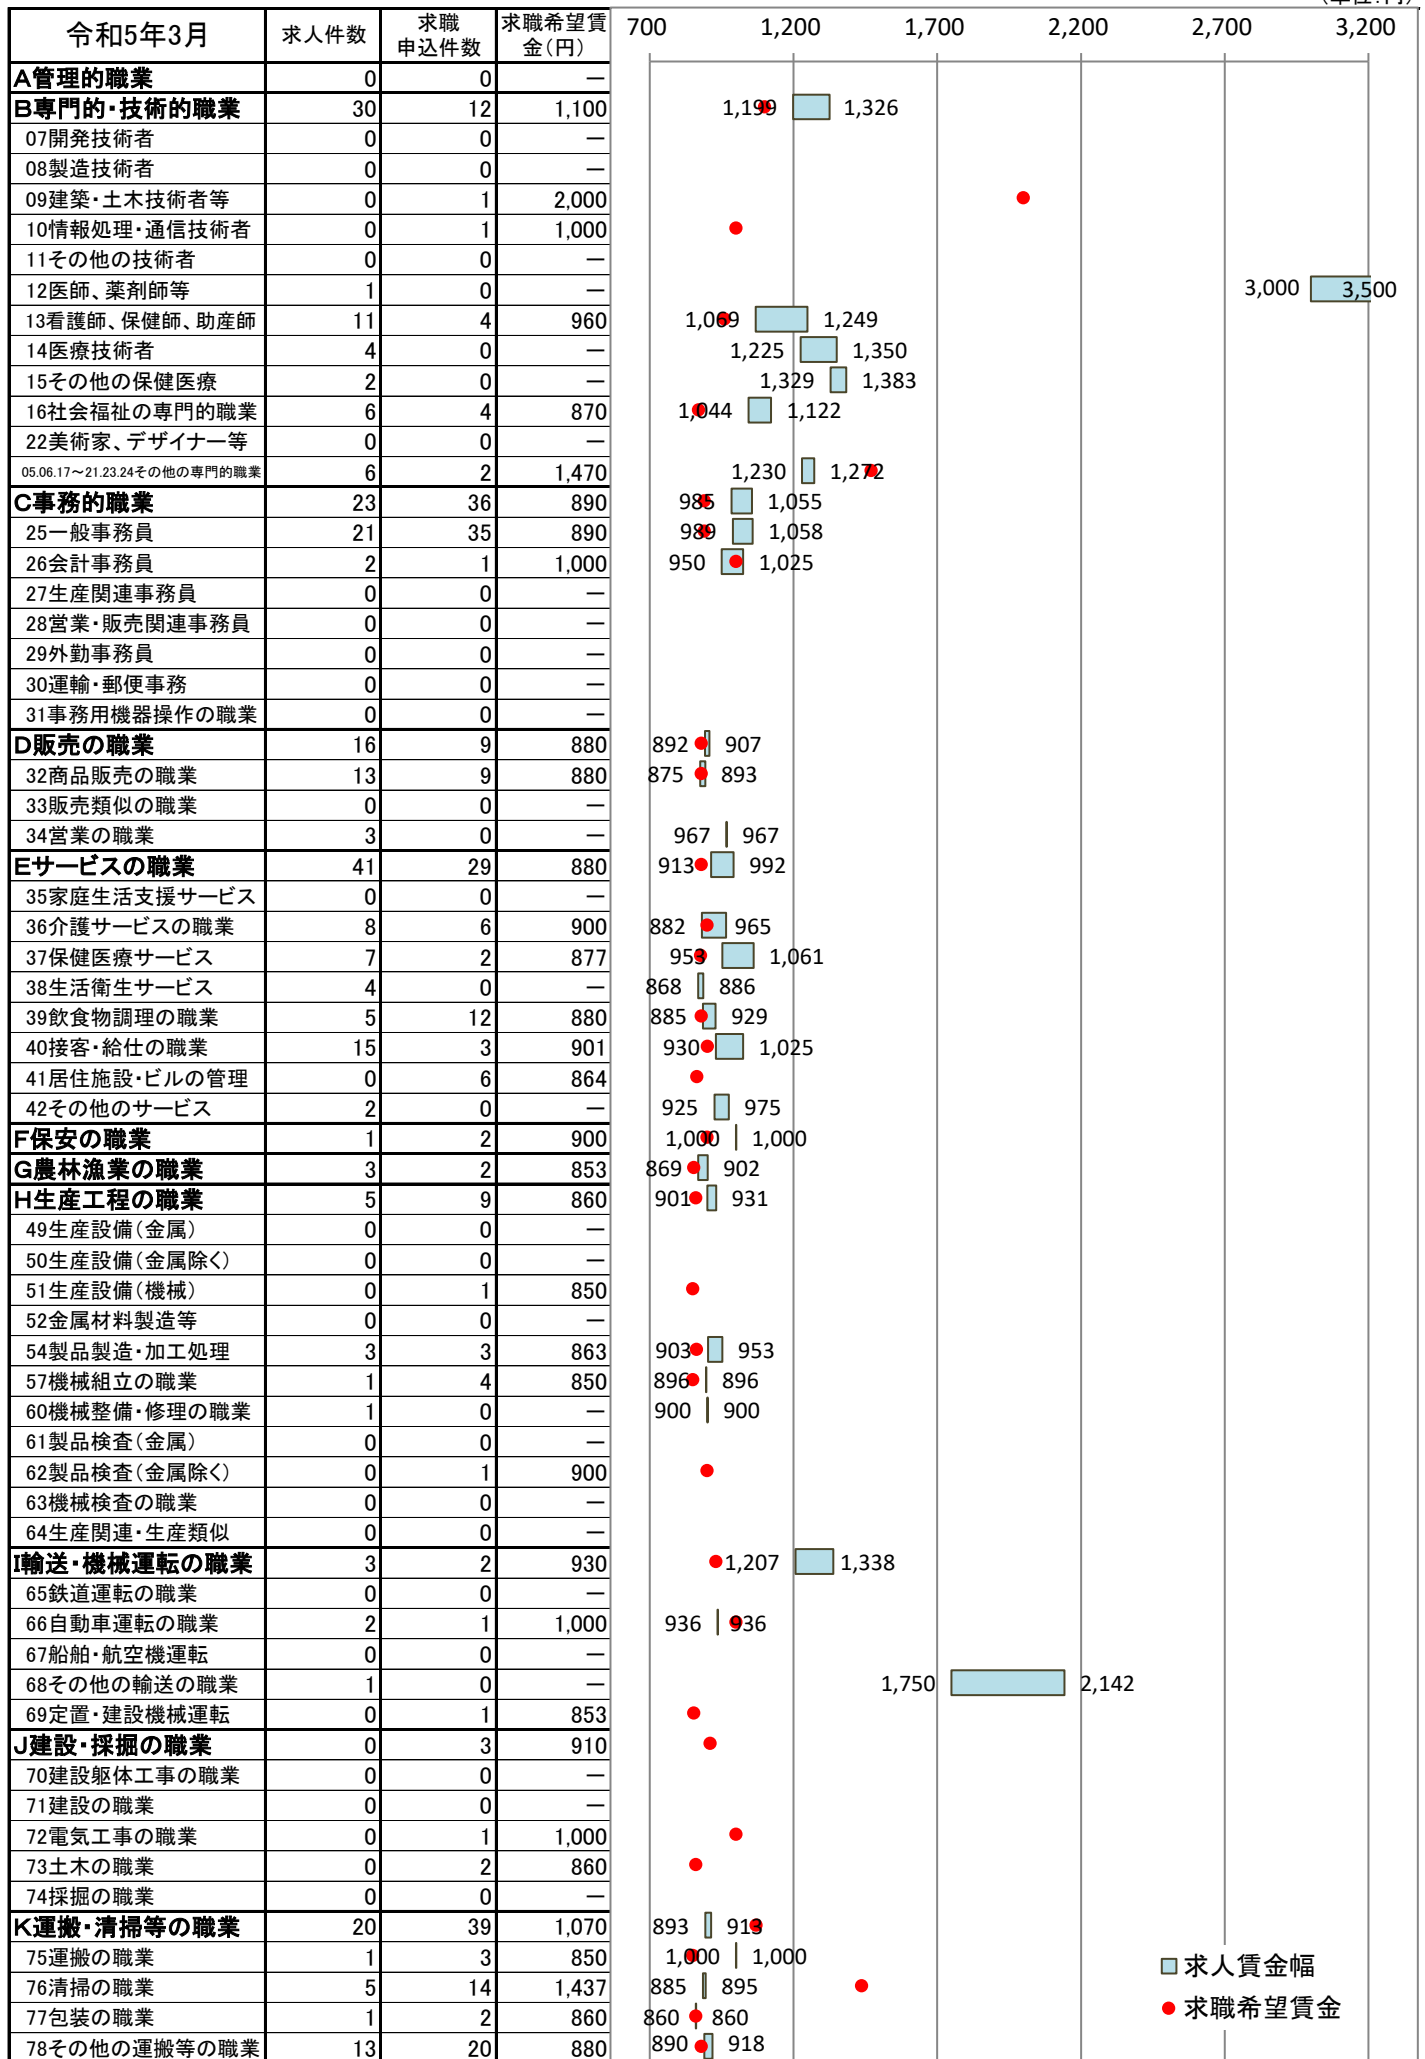 (単位:円)
令和5年3月 求人件数 求職申込件数 求職希望賃金(円) 700 1,200 1,700 2,200 2,700 3,200
A管理的職業 0 0 ―
B専門的・技術的職業 30 12 1,100 1,199 1,326
07開発技術者 0 0 ―
08製造技術者 0 0 ―
09建築・土木技術者等 0 1 2,000
10情報処理・通信技術者 0 1 1,000
11その他の技術者 0 0 ―
12医師、薬剤師等 1 0 ― 3,000 3,500
13看護師、保健師、助産師 11 4 960 1,069 1,249
14医療技術者 4 0 ― 1,225 1,350
15その他の保健医療 2 0 ― 1,329 1,383
16社会福祉の専門的職業 6 4 870 1,044 1,122
22美術家、デザイナー等 0 0 ―
05.06.17～21.23.24その他の専門的職業 6 2 1,470 1,230 1,272
C事務的職業 23 36 890 985 1,055
25一般事務員 21 35 890 989 1,058
26会計事務員 2 1 1,000 950 1,025
27生産関連事務員 0 0 ―
28営業・販売関連事務員 0 0 ―
29外勤事務員 0 0 ―
30運輸・郵便事務 0 0 ―
31事務用機器操作の職業 0 0 ―
D販売の職業 16 9 880 892 907
32商品販売の職業 13 9 880 875 893
33販売類似の職業 0 0 ―
34営業の職業 3 0 ― 967 967
Eサービスの職業 41 29 880 913 992
35家庭生活支援サービス 0 0 ―
36介護サービスの職業 8 6 900 882 965
37保健医療サービス 7 2 877 953 1,061
38生活衛生サービス 4 0 ― 868 886
39飲食物調理の職業 5 12 880 885 929
40接客・給仕の職業 15 3 901 930 1,025
41居住施設・ビルの管理 0 6 864
42その他のサービス 2 0 ― 925 975
F保安の職業 1 2 900 1,000 1,000
G農林漁業の職業 3 2 853 869 902
H生産工程の職業 5 9 860 901 931
49生産設備(金属) 0 0 ―
50生産設備(金属除く) 0 0 ―
51生産設備(機械) 0 1 850
52金属材料製造等 0 0 ―
54製品製造・加工処理 3 3 863 903 953
57機械組立の職業 1 4 850 896 896
60機械整備・修理の職業 1 0 ― 900 900
61製品検査(金属) 0 0 ―
62製品検査(金属除く) 0 1 900
63機械検査の職業 0 0 ―
64生産関連・生産類似 0 0 ―
I輸送・機械運転の職業 3 2 930 1,207 1,338
65鉄道運転の職業 0 0 ―
66自動車運転の職業 2 1 1,000 936 936
67船舶・航空機運転 0 0 ―
68その他の輸送の職業 1 0 ― 1,750 2,142
69定置・建設機械運転 0 1 853
J建設・採掘の職業 0 3 910
70建設躯体工事の職業 0 0 ―
71建設の職業 0 0 ―
72電気工事の職業 0 1 1,000
73土木の職業 0 2 860
74採掘の職業 0 0 ―
K運搬・清掃等の職業 20 39 1,070 893 913
75運搬の職業 1 3 850 1,000 1,000
76清掃の職業 5 14 1,437 885 895
77包装の職業 1 2 860 860 860
78その他の運搬等の職業 13 20 880 890 918
求人賃金幅
求職希望賃金